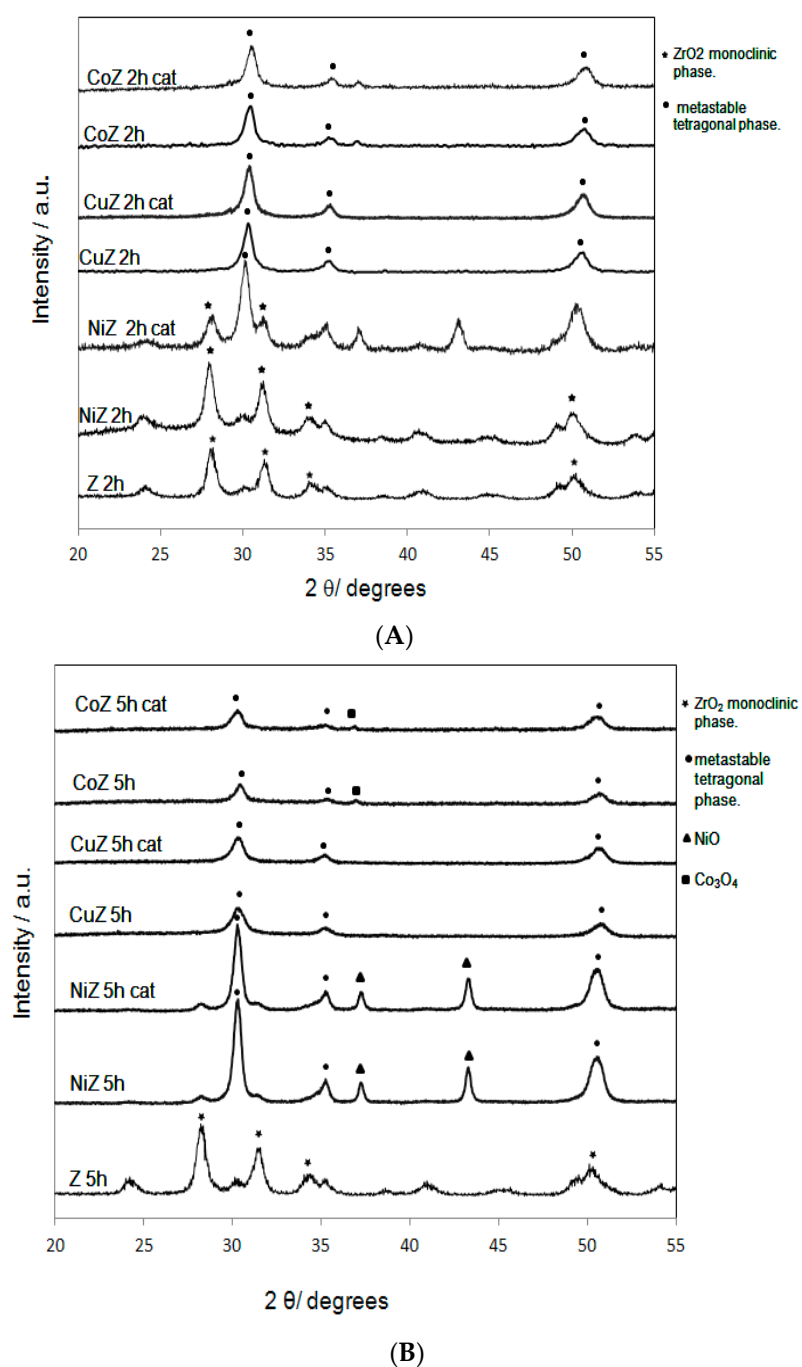 CoZ 2h cat
CoZ 2h
CuZ 2h cat
CuZ 2h
NiZ 2h cat
NiZ 2h
Z 2h
Intensity / a.u.
20 25 30 35 40 45 50 55
2 θ/ degrees
★ ZrO2 monoclinic
phase.
● metastable
tetragonal phase.
(A)
CoZ 5h cat
CoZ 5h
CuZ 5h cat
CuZ 5h
NiZ 5h cat
NiZ 5h
Z 5h
Intensity / a.u.
20 25 30 35 40 45 50 55
2 θ/ degrees
★ ZrO₂ monoclinic
phase.
● metastable
tetragonal
phase.
▲ NiO
■ Co₃O₄
(B)